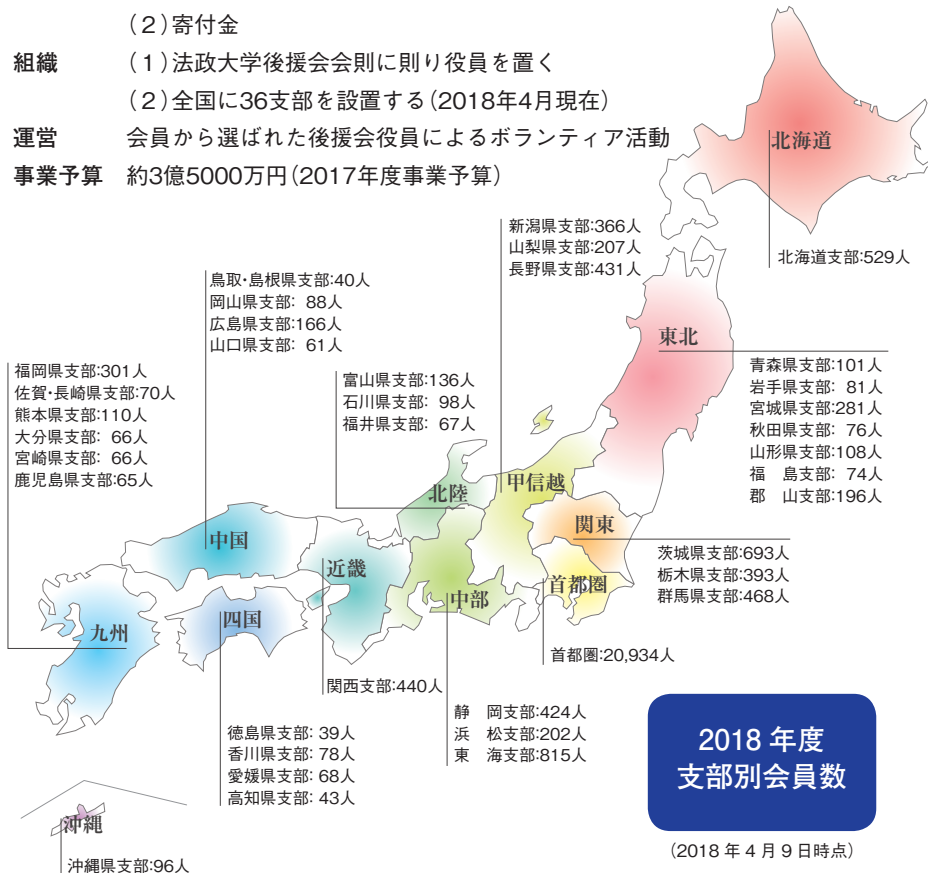 (2)寄付金
組織 (1)法政大学後援会会則に則り役員を置く
(2)全国に36支部を設置する(2018年4月現在)
運営 会員から選ばれた後援会役員によるボランティア活動
事業予算 約3億5000万円(2017年度事業予算)
北海道
北海道支部:529人
新潟県支部:366人
山梨県支部:207人
長野県支部:431人
鳥取・島根県支部:40人
岡山県支部: 88人
広島県支部:166人
山口県支部: 61人
東北
青森県支部:101人
岩手県支部: 81人
宮城県支部:281人
秋田県支部: 76人
山形県支部:108人
福 島支部: 74人
郡 山支部:196人
福岡県支部:301人
佐賀・長崎県支部:70人
熊本県支部:110人
大分県支部: 66人
宮崎県支部: 66人
鹿児島県支部:65人
富山県支部:136人
石川県支部: 98人
福井県支部: 67人
北陸
甲信越
関東
茨城県支部:693人
栃木県支部:393人
群馬県支部:468人
中国
近畿
中部
首都圏
首都圏:20,934人
九州
四国
関西支部:440人
静 岡支部:424人
浜 松支部:202人
東 海支部:815人
徳島県支部: 39人
香川県支部: 78人
愛媛県支部: 68人
高知県支部: 43人
2018 年度
支部別会員数
(2018 年 4 月 9 日時点)
沖縄
沖縄県支部:96人